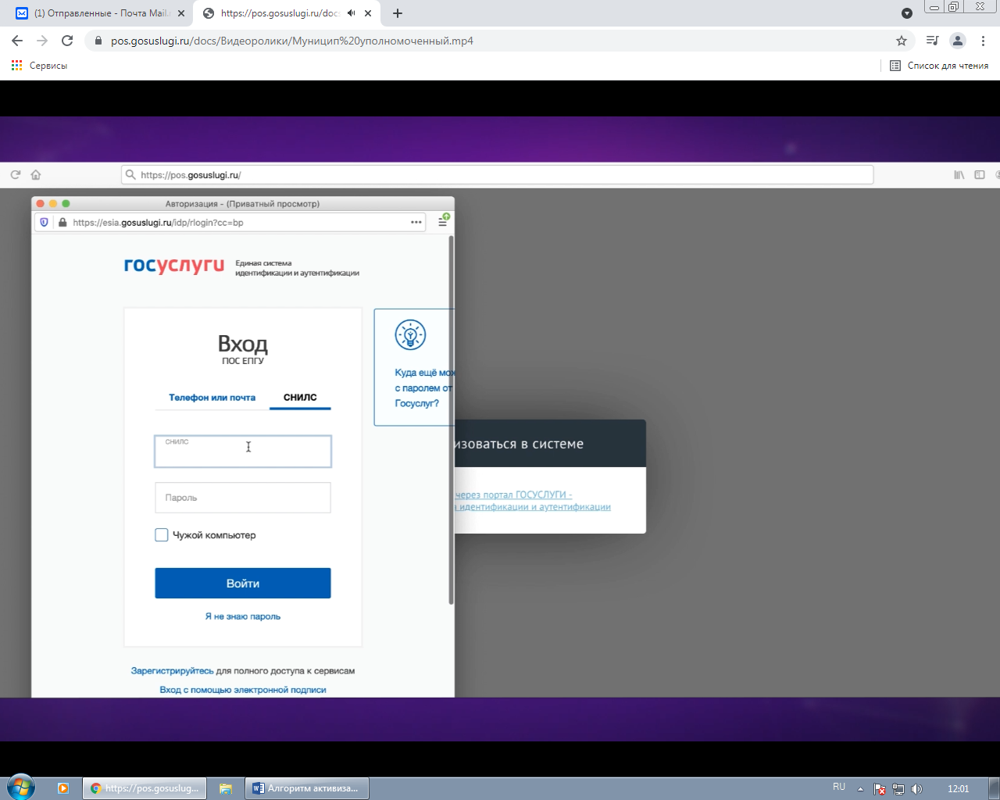 (1) Отправленные - Почта Mail.r
https://pos.gosuslugi.ru/docs
pos.gosuslugi.ru/docs/Видеоролики/Муницип%20уполномоченный.mp4
Сервисы
Список для чтения
https://pos.gosuslugi.ru/
Авторизация - (Приватный просмотр)
https://esia.gosuslugi.ru/idp/rlogin?cc=bp
госуслуги
Единая система
идентификации и аутентификации
Вход
ПОС ЕПГУ
Телефон или почта
СНИЛС
СНИЛС
Пароль
Чужой компьютер
Войти
Я не знаю пароль
Зарегистрируйтесь для полного доступа к сервисам
Вход с помощью электронной подписи
Куда ещё мож
с паролем от
Госуслуг?
изоваться в системе
через портал ГОСУСЛУГИ -
идентификации и аутентификации
https://pos.gosuslug...
Алгоритм активиза...
RU
12:01